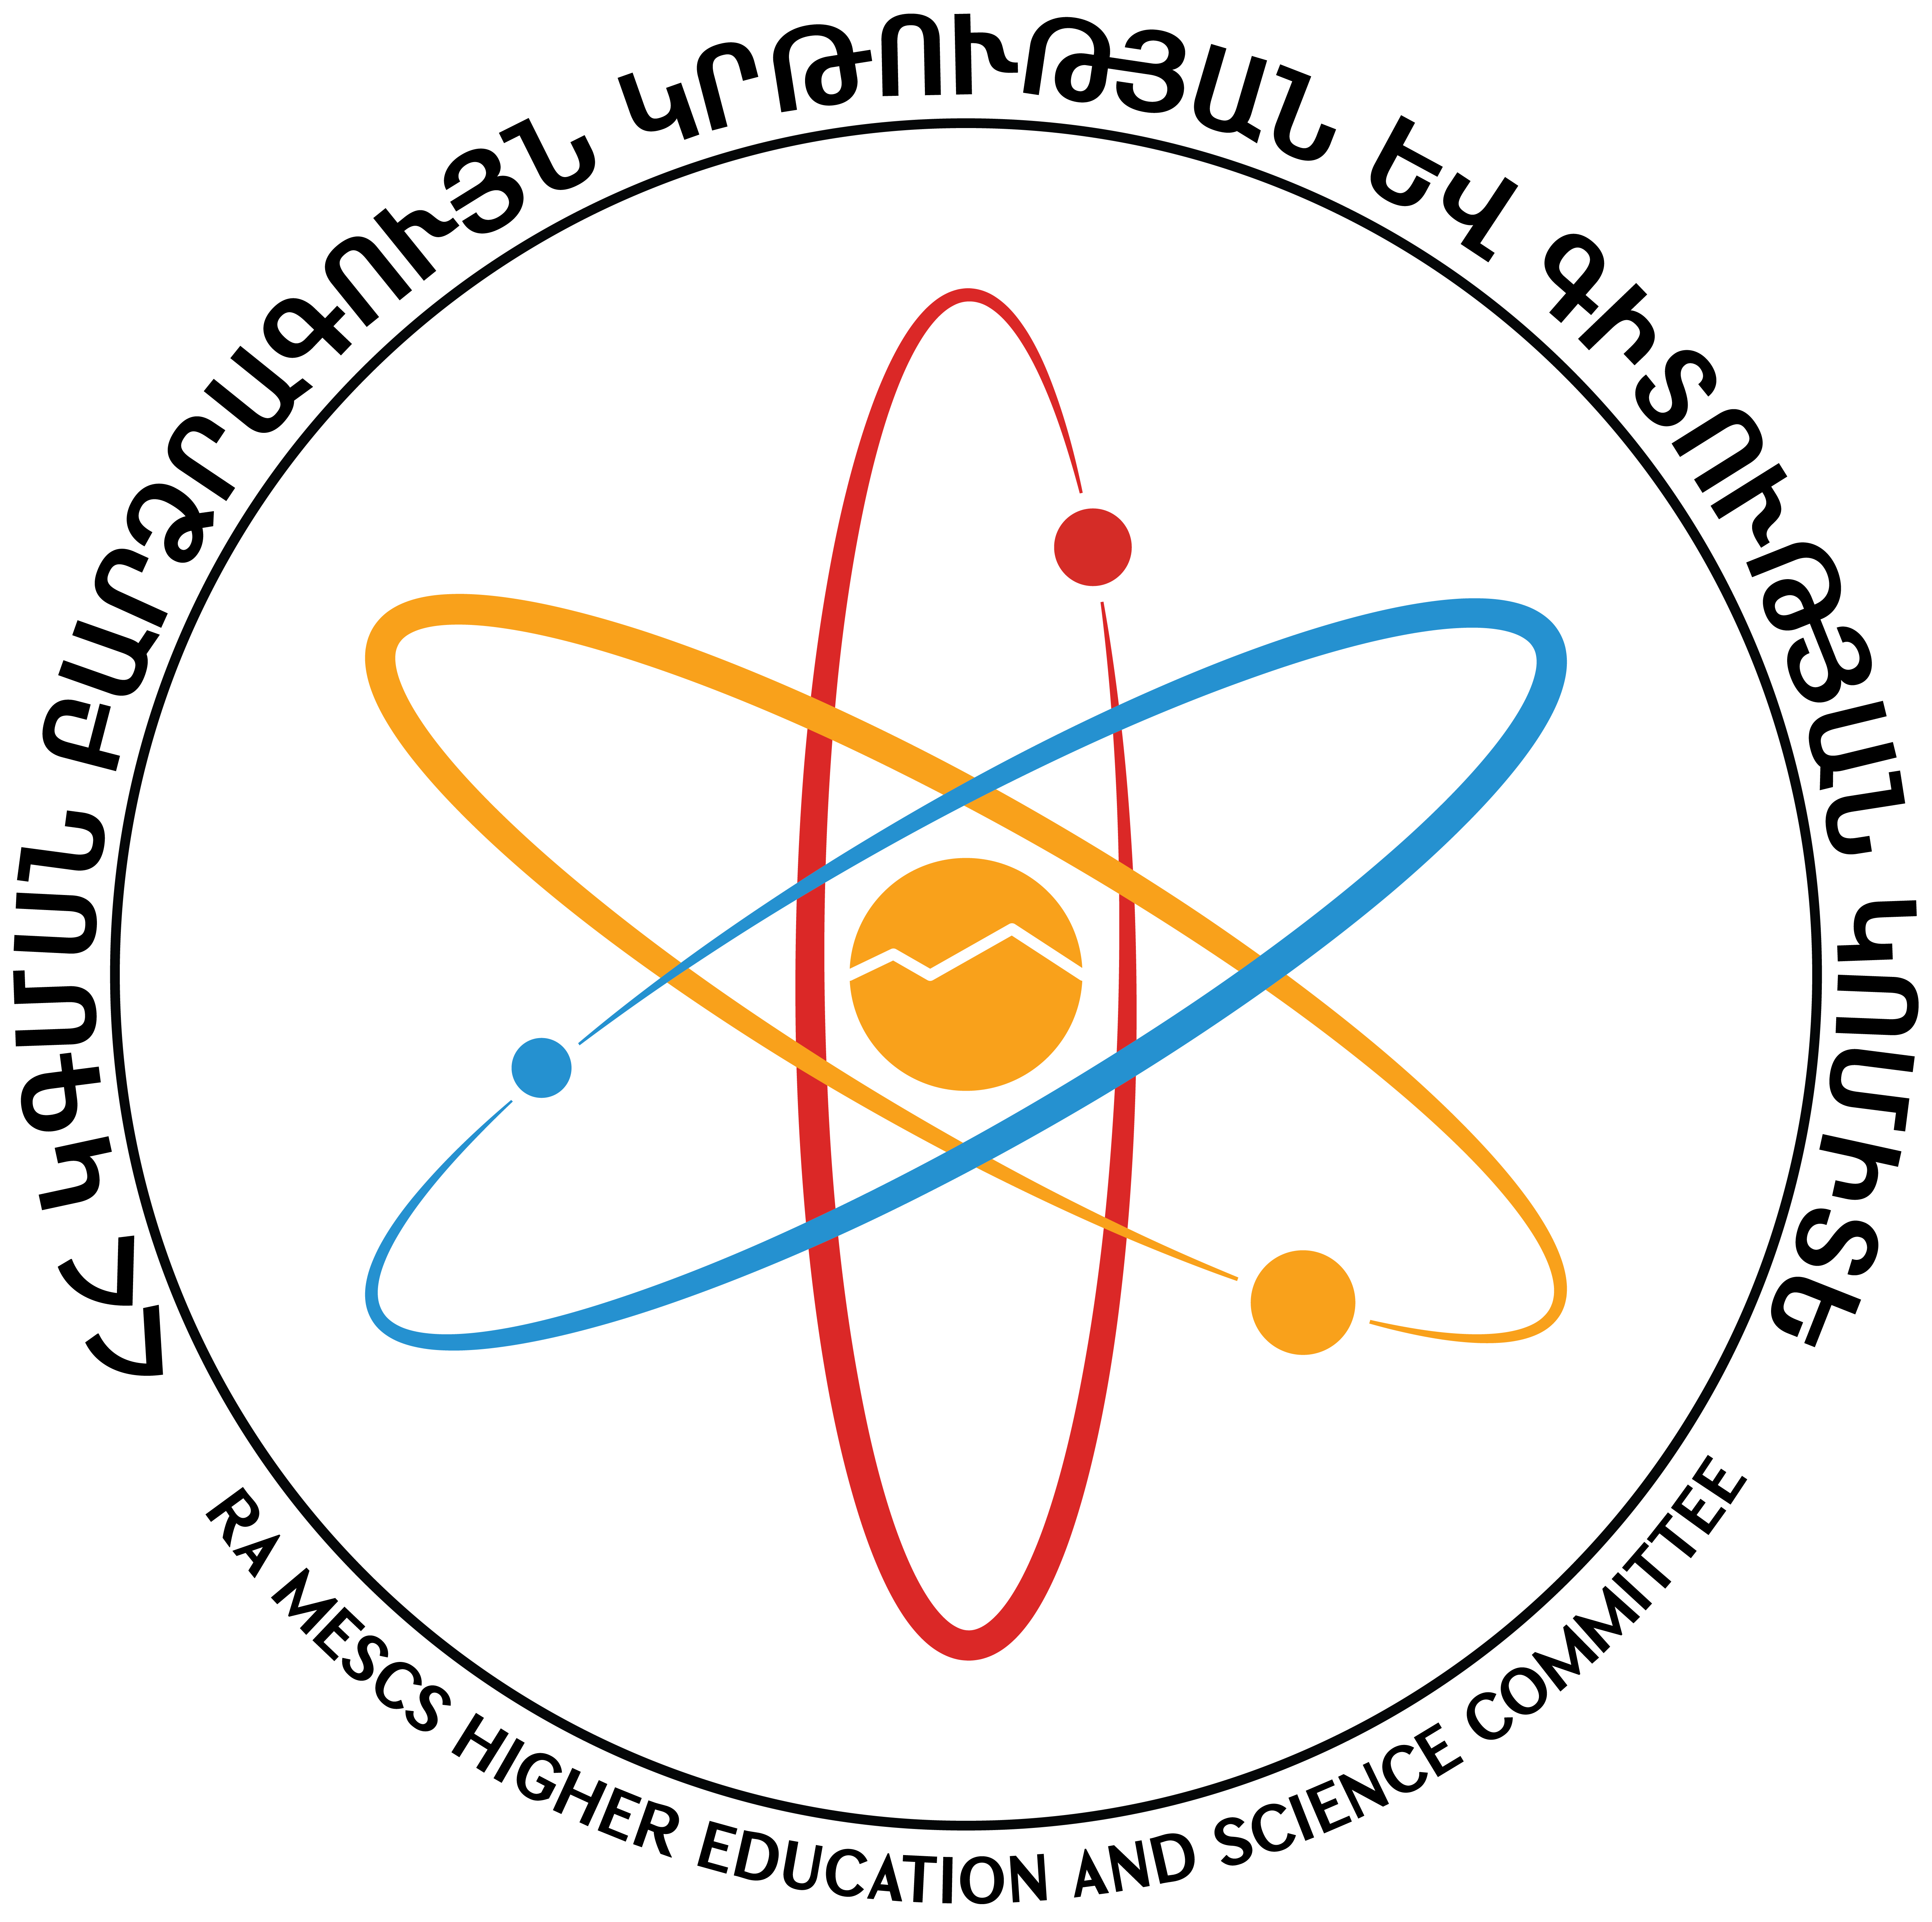 ՀՀ ԿԳՄՍՆ ԲԱՐՁՐԱԳՈՒՅՆ ԿՐԹՈՒԹՅԱՆ ԵՎ ԳԻՏՈՒԹՅԱՆ ԿՈՄԻՏԵ
RA MESCS HIGHER EDUCATION AND SCIENCE COMMITTEE